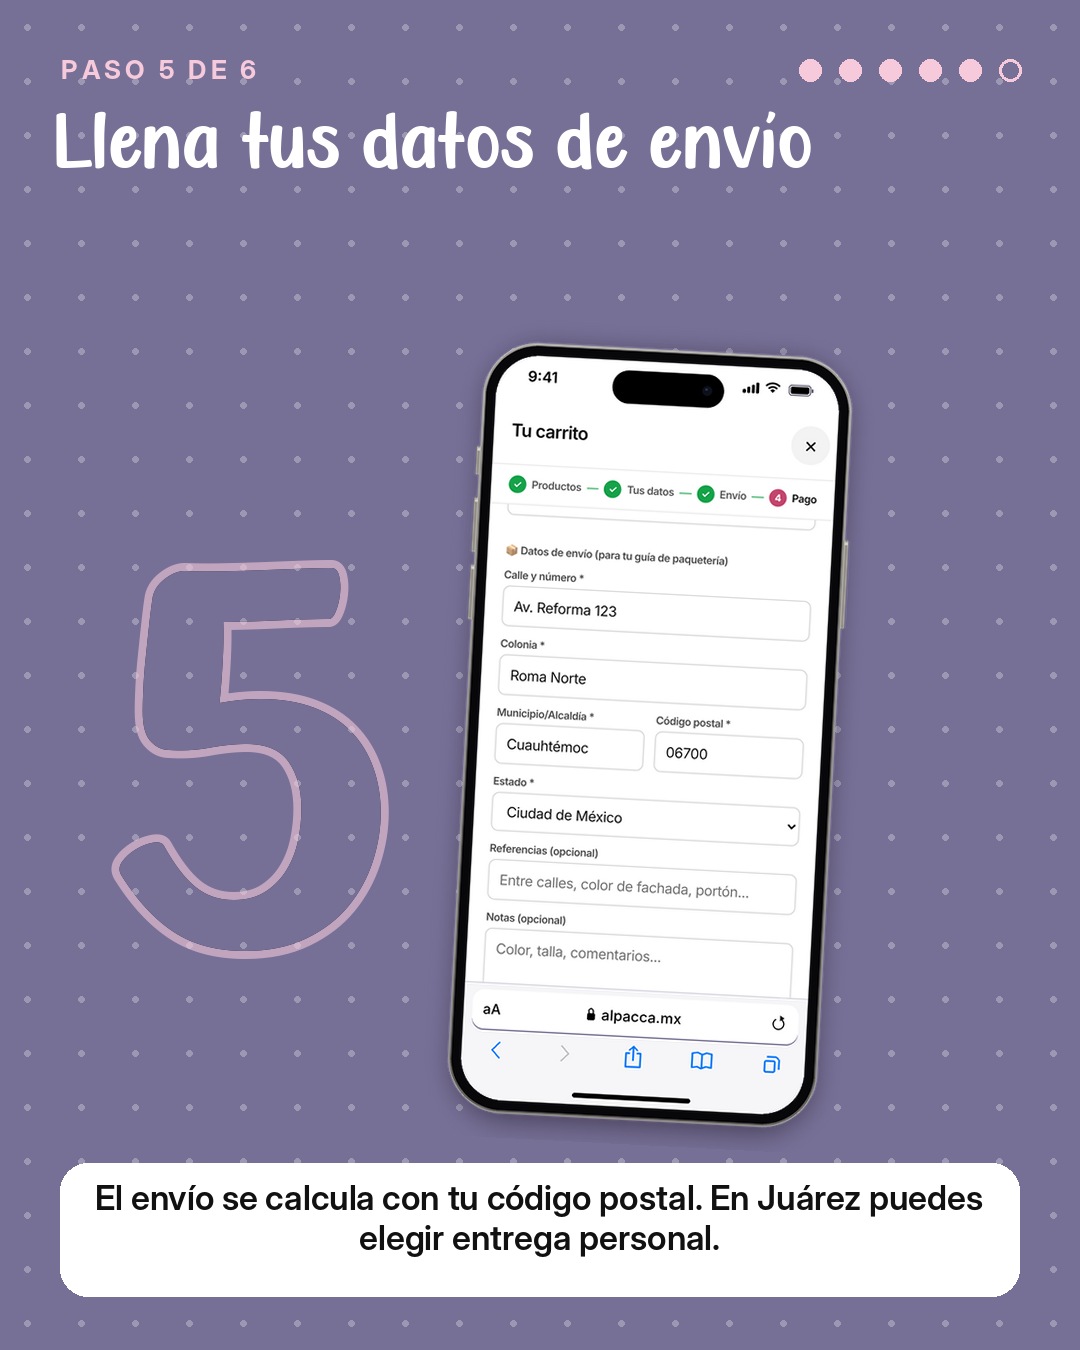 PASO 5 DE 6
Llena tus datos de envío
5
9:41
Tu carrito
Productos
Tus datos
Envío
4 Pago
📦 Datos de envío (para tu guía de paquetería)
Calle y número *
Av. Reforma 123
Colonia *
Roma Norte
Municipio/Alcaldía * Código postal *
Cuauhtémoc 06700
Estado *
Ciudad de México
Referencias (opcional)
Entre calles, color de fachada, portón...
Notas (opcional)
Color, talla, comentarios...
aA alpacca.mx
El envío se calcula con tu código postal. En Juárez puedes
elegir entrega personal.